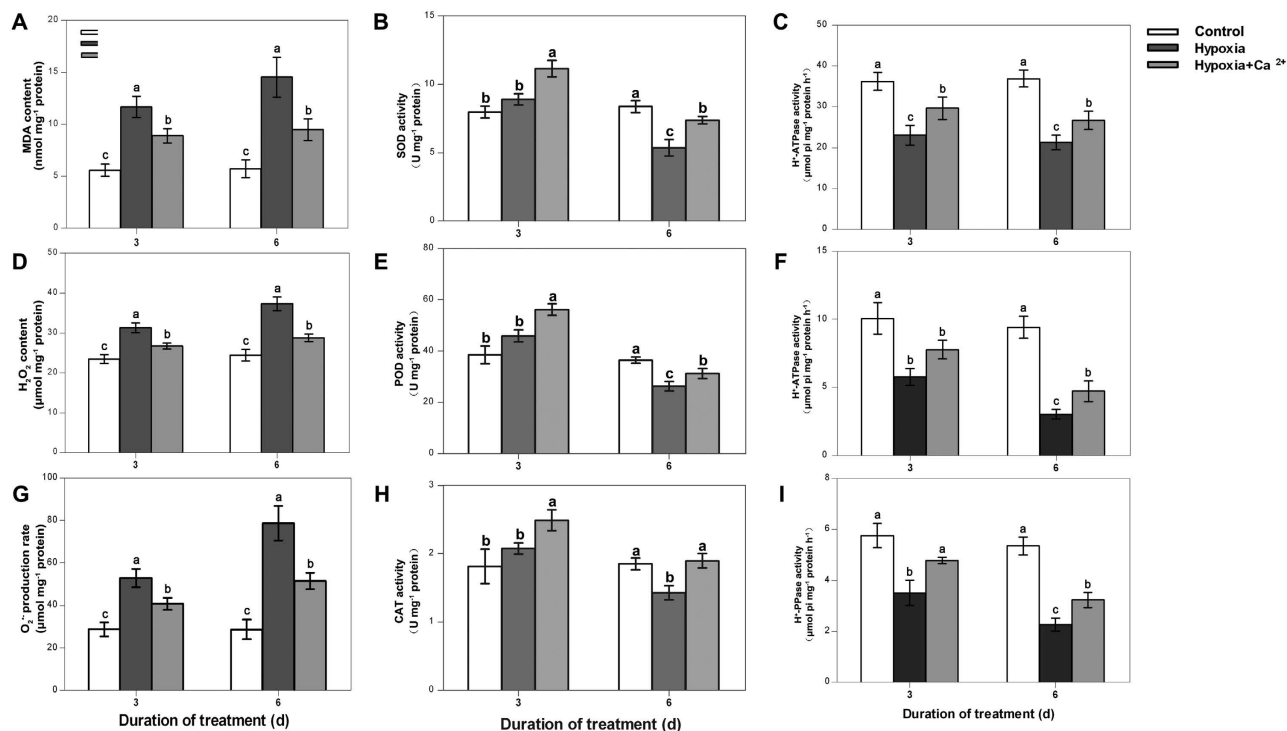 A
MDA content
(nmol mg⁻¹ protein)
20
15
10
5
0
c
a
b
c
a
b
3
6
B
SOD activity
(U mg⁻¹ protein)
15
10
5
0
b
b
a
a
c
b
3
6
C
H⁺-ATPase activity
(μmol pi mg⁻¹ protein h⁻¹)
50
40
30
20
10
0
a
c
b
a
c
b
3
6
Control
Hypoxia
Hypoxia+Ca ²⁺
D
H₂O₂ content
(μmol mg⁻¹ protein)
50
40
30
20
10
0
c
a
b
c
a
b
3
6
E
POD activity
(U mg⁻¹ protein)
80
60
40
20
0
b
b
a
a
c
b
3
6
F
H⁺-ATPase activity
(μmol pi mg⁻¹ protein h⁻¹)
15
10
5
0
a
c
b
a
c
b
3
6
G
O₂·⁻ production rate
(μmol mg⁻¹ protein)
100
80
60
40
20
0
c
a
b
c
a
b
3
6
Duration of treatment (d)
H
CAT activity
(U mg⁻¹ protein)
3
2
1
0
b
b
a
a
b
a
3
6
Duration of treatment (d)
I
H⁺-PPase activity
(μmol pi mg⁻¹ protein h⁻¹)
8
6
4
2
0
a
b
a
a
c
b
3
6
Duration of treatment (d)